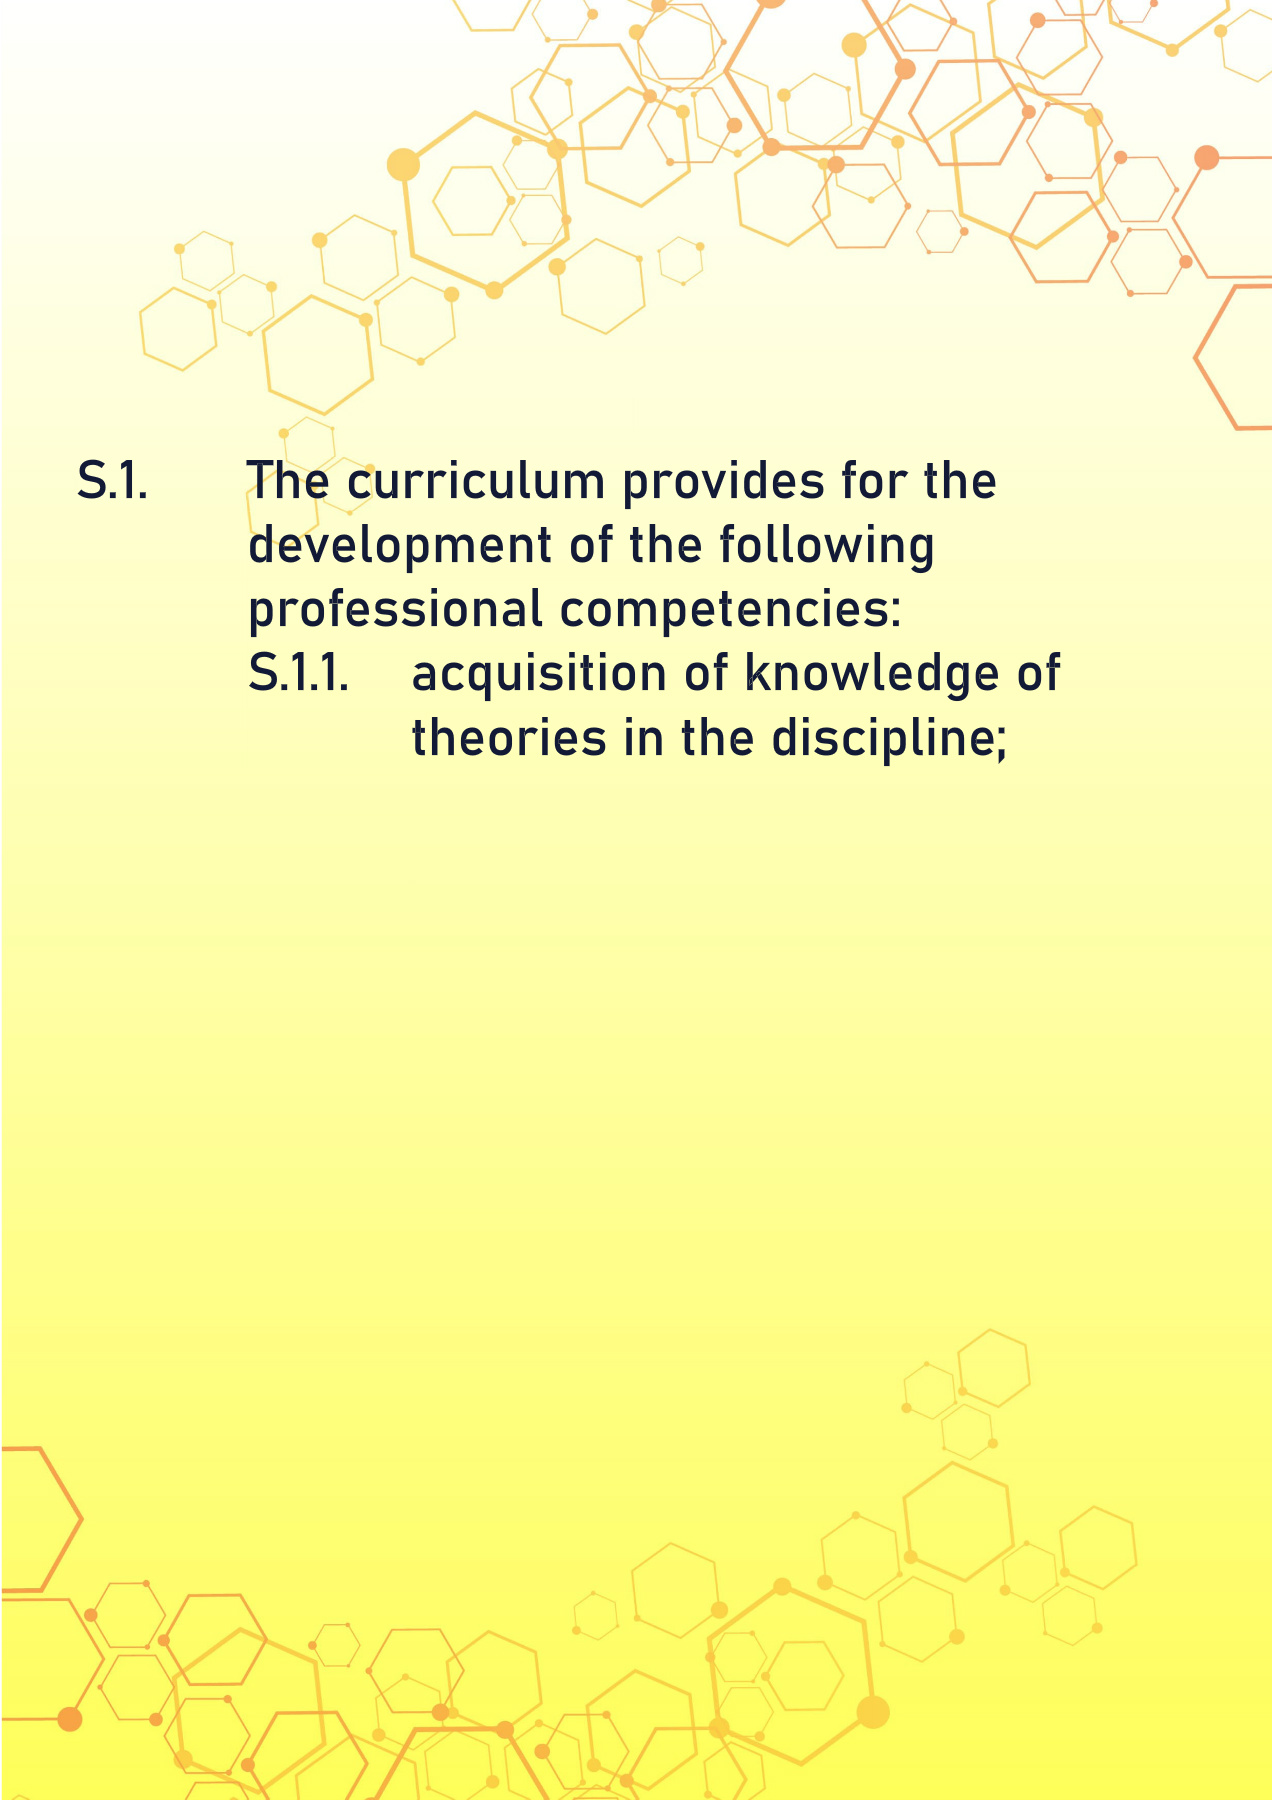 S.1. The curriculum provides for the
development of the following
professional competencies:
S.1.1. acquisition of knowledge of
theories in the discipline;